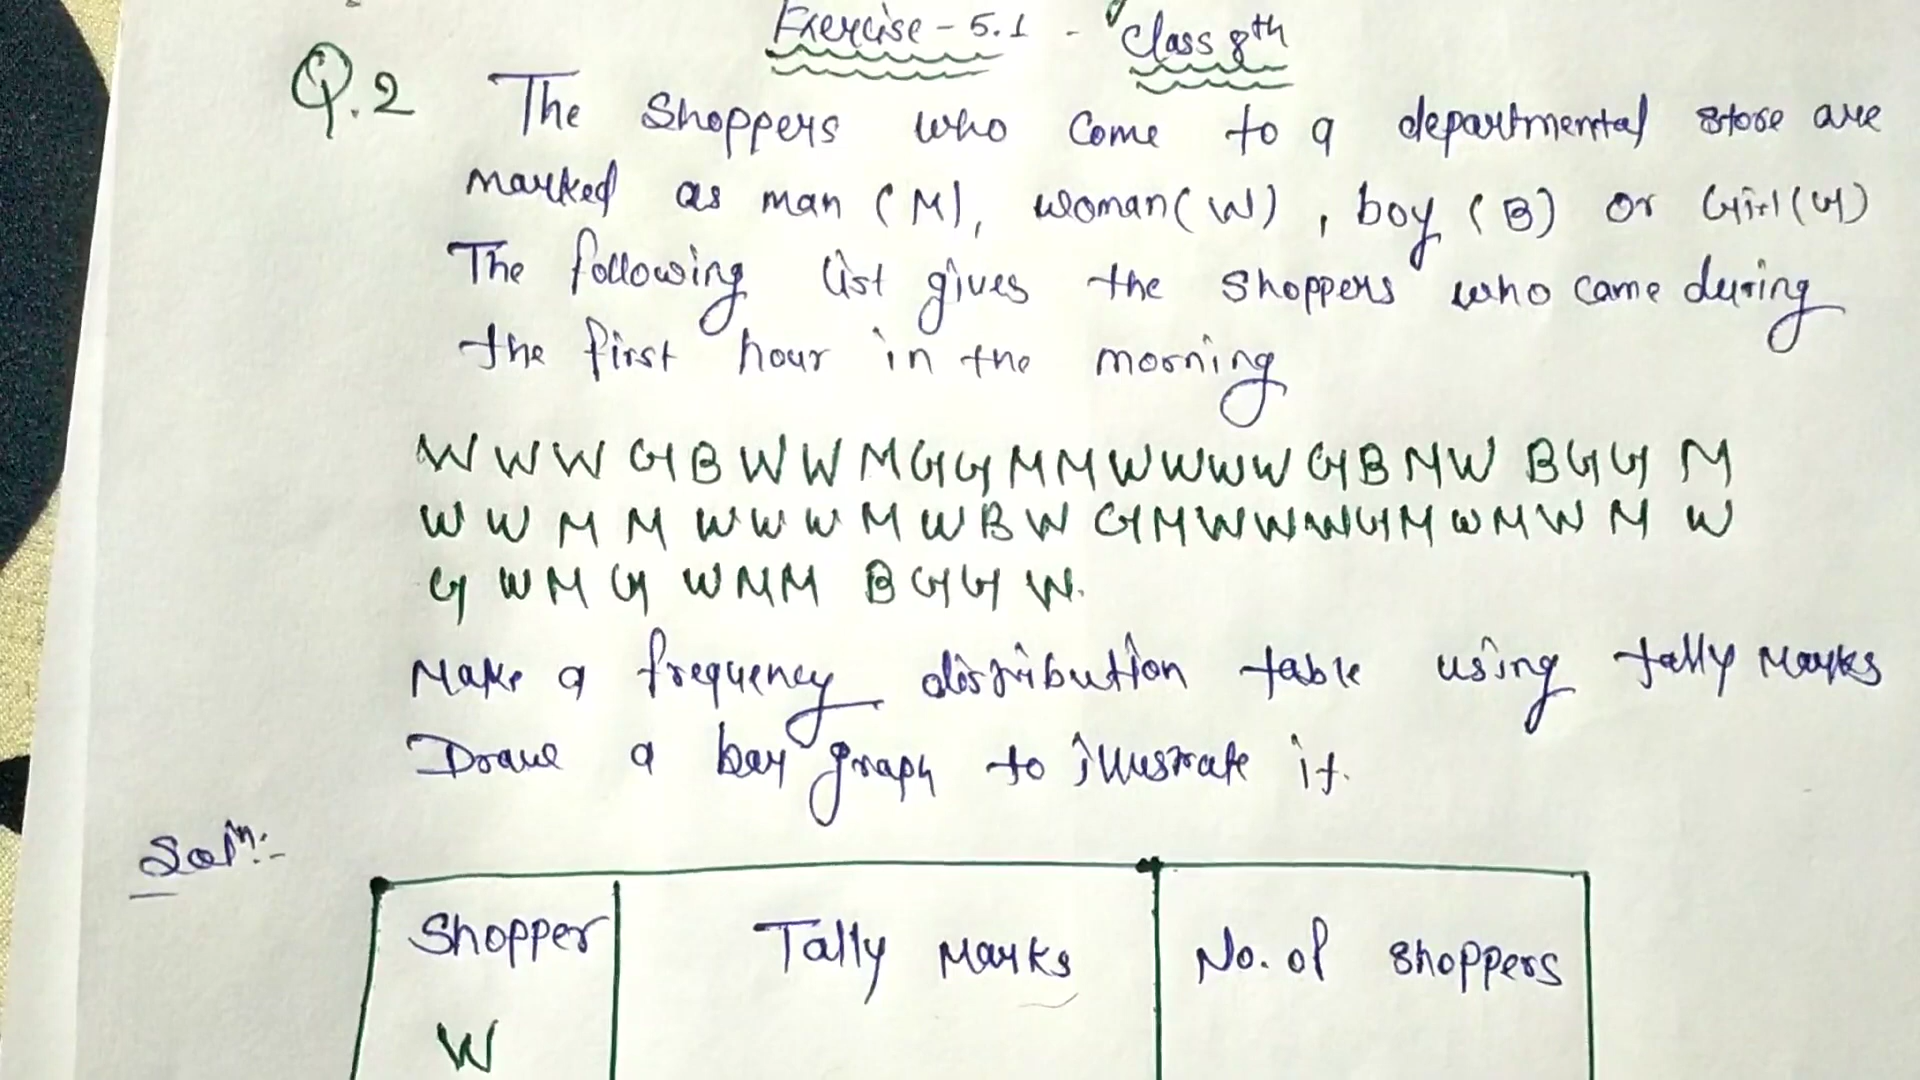 Exercise - 5.1 - Class 8th
Q.2 The Shoppers who Come to a departmental store are
marked as man (M), woman (W), boy (B) or Girl (G)
The following list gives the shoppers who came during
the first hour in the morning
W W W G B W W M G G M M W W W W G B M W B G G M
W W M M W W W M W B W G M W W W G M W M W M W
G W M G W M M B G G W.
Make a frequency distribution table using tally Marks
Draw a bar graph to illustrate it.
Soln:-
Shopper Tally Marks No. of shoppers
W